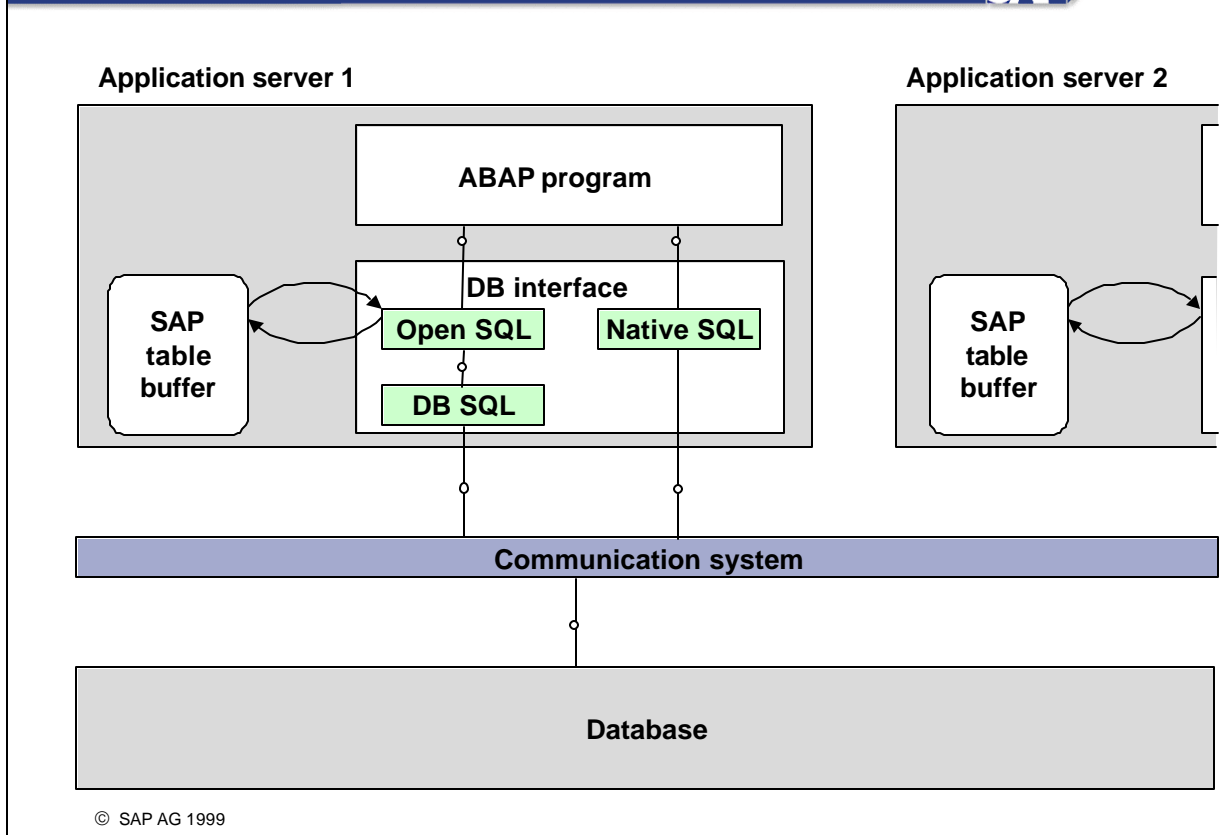 Application server 1
Application server 2
ABAP program
DB interface
SAP
table
buffer
Open SQL
Native SQL
DB SQL
SAP
table
buffer
Communication system
Database
© SAP AG 1999